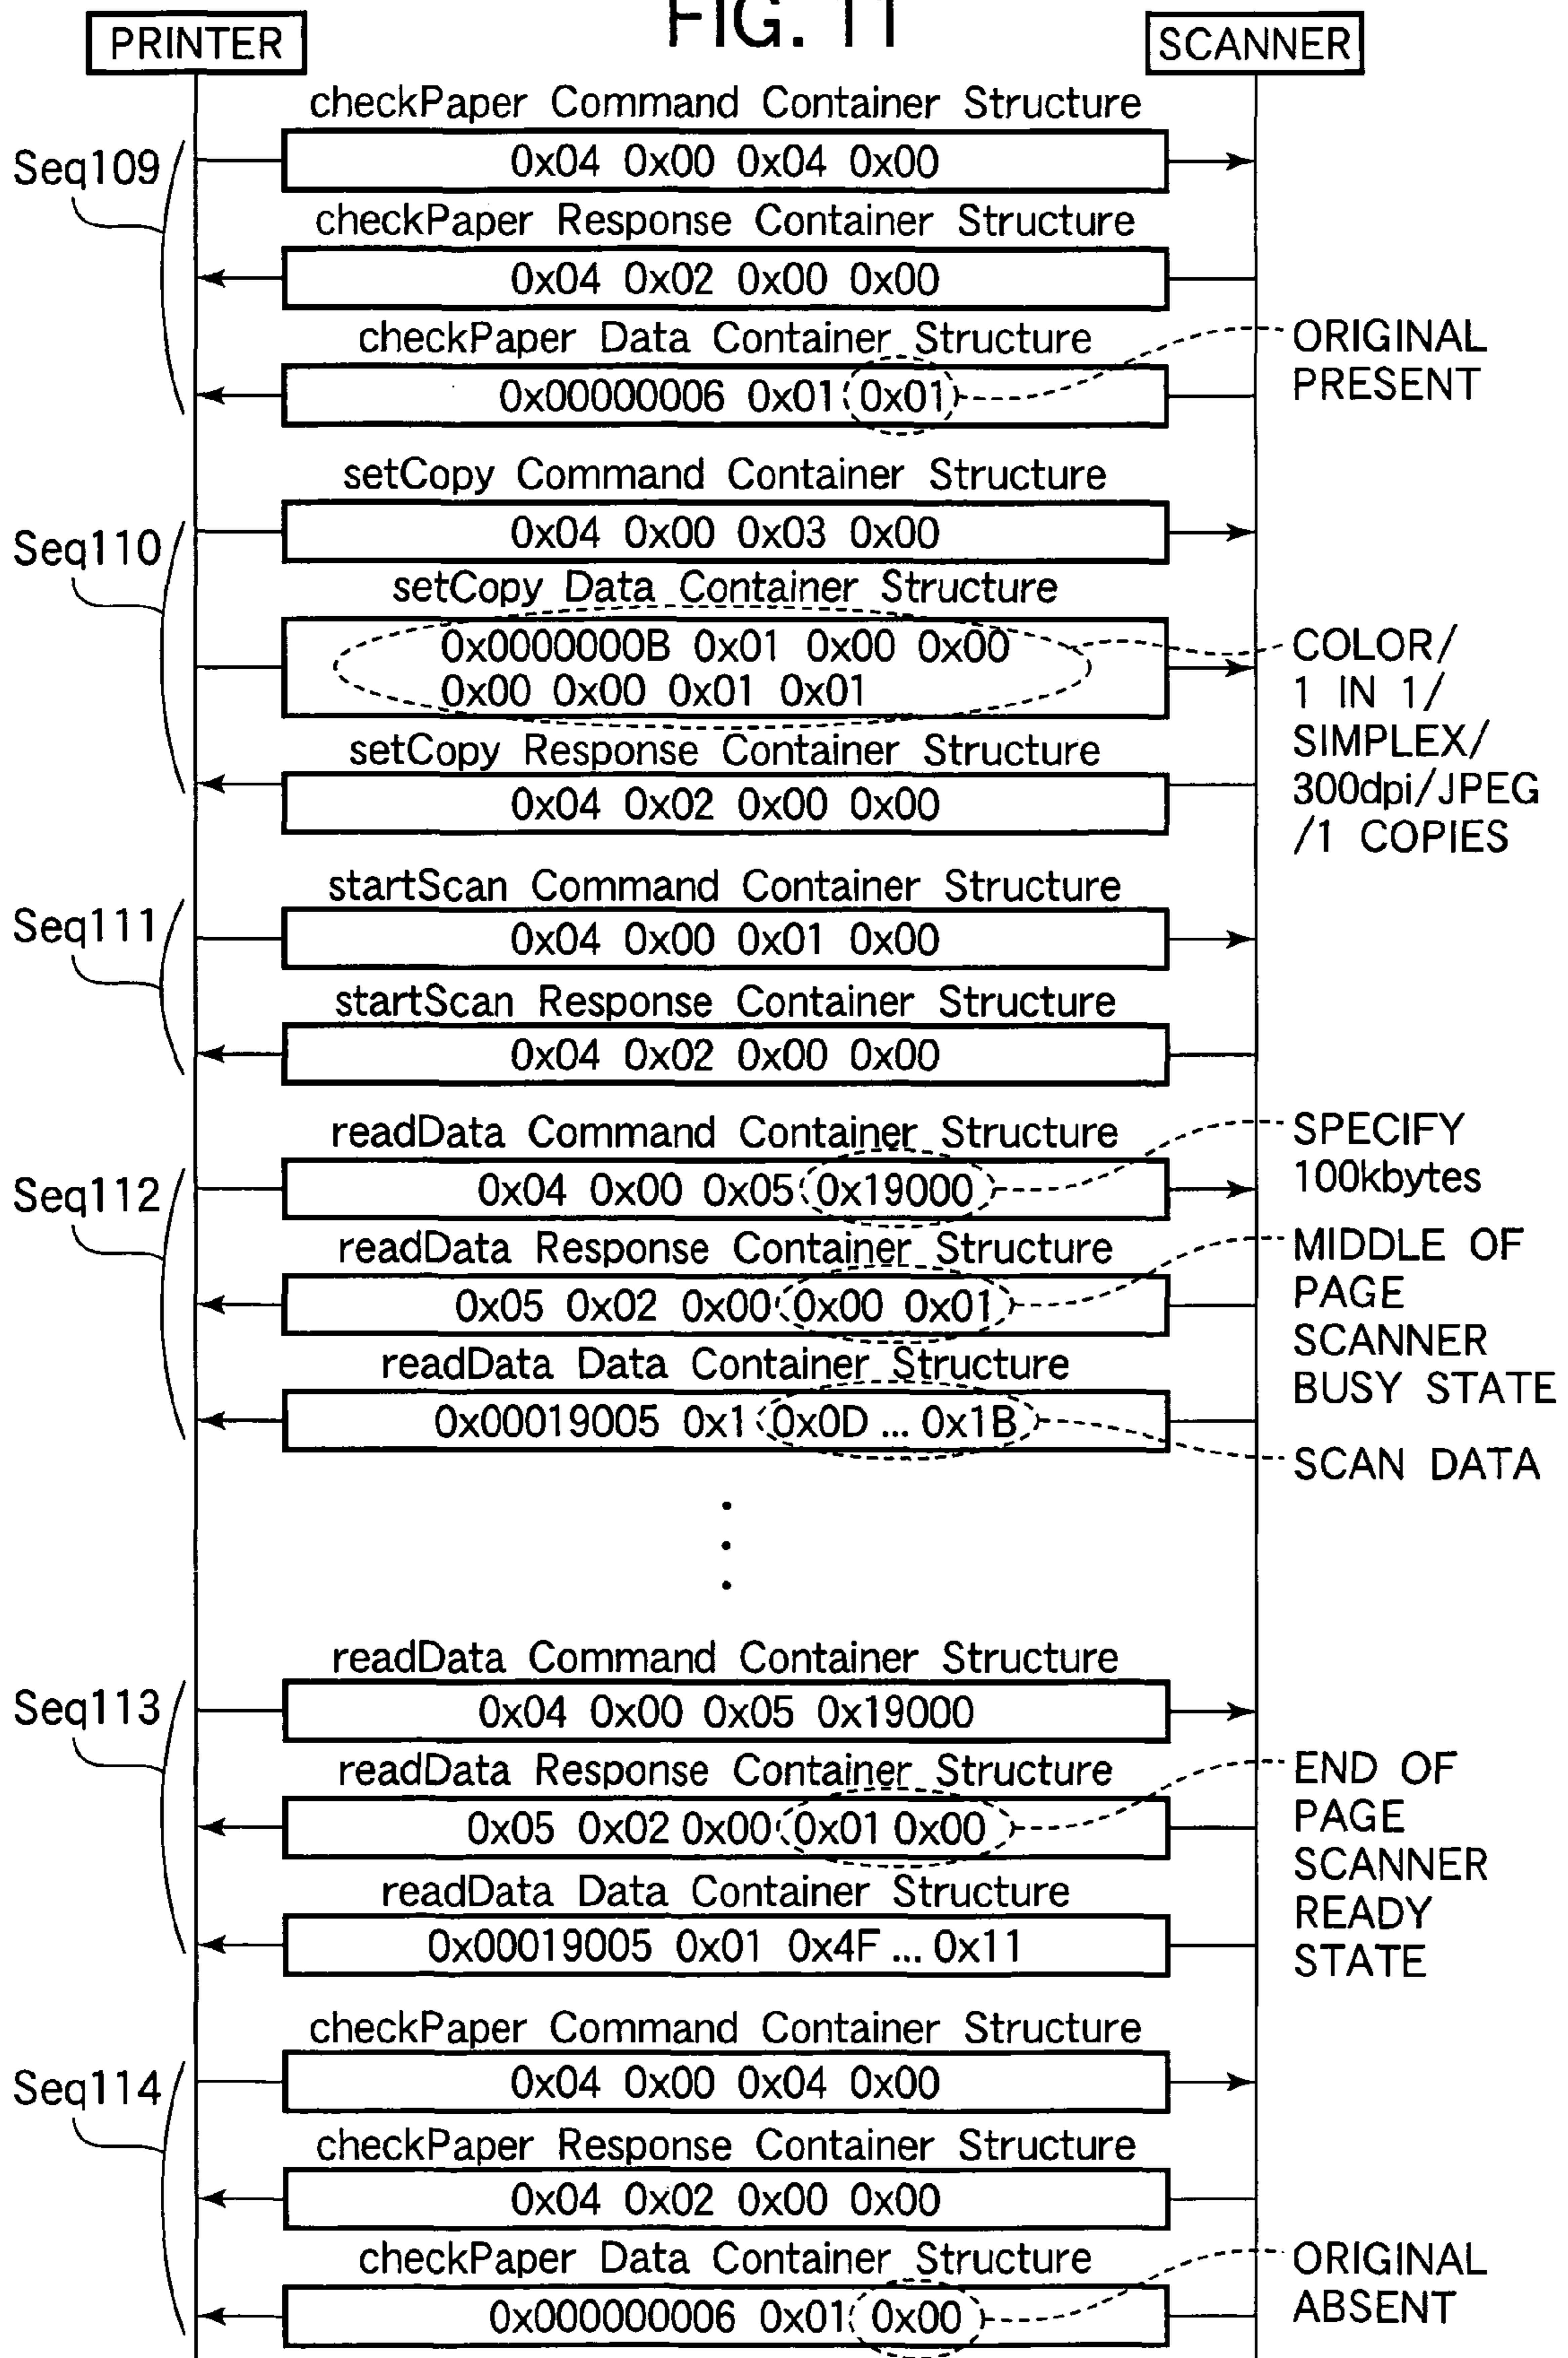 FIG. 11
PRINTER
SCANNER
checkPaper Command Container Structure
Seq109
0x04 0x00 0x04 0x00
checkPaper Response Container Structure
0x04 0x02 0x00 0x00
checkPaper Data Container Structure
0x00000006 0x01 0x01
ORIGINAL
PRESENT
setCopy Command Container Structure
Seq110
0x04 0x00 0x03 0x00
setCopy Data Container Structure
0x0000000B 0x01 0x00 0x00
0x00 0x00 0x01 0x01
COLOR/
1 IN 1/
SIMPLEX/
300dpi/JPEG
/1 COPIES
setCopy Response Container Structure
0x04 0x02 0x00 0x00
startScan Command Container Structure
Seq111
0x04 0x00 0x01 0x00
startScan Response Container Structure
0x04 0x02 0x00 0x00
readData Command Container Structure
Seq112
0x04 0x00 0x05 0x19000
SPECIFY
100kbytes
readData Response Container Structure
0x05 0x02 0x00 0x00 0x01
MIDDLE OF
PAGE
SCANNER
BUSY STATE
readData Data Container Structure
0x00019005 0x1 0x0D ... 0x1B
SCAN DATA
readData Command Container Structure
Seq113
0x04 0x00 0x05 0x19000
readData Response Container Structure
0x05 0x02 0x00 0x01 0x00
END OF
PAGE
SCANNER
READY
STATE
readData Data Container Structure
0x00019005 0x01 0x4F ... 0x11
checkPaper Command Container Structure
Seq114
0x04 0x00 0x04 0x00
checkPaper Response Container Structure
0x04 0x02 0x00 0x00
checkPaper Data Container Structure
0x000000006 0x01 0x00
ORIGINAL
ABSENT